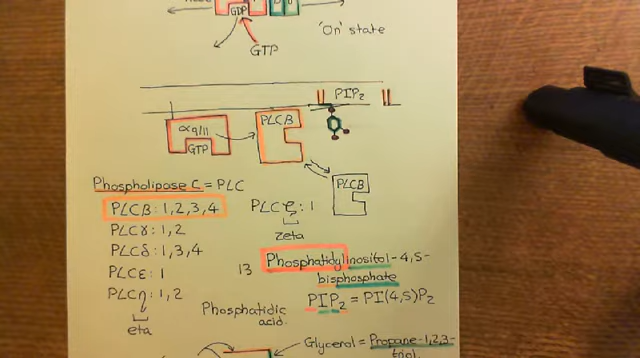 GDP
'On' state
GTP
PIP₂
αq/11
GTP
PLCβ
PLCβ
Phospholipase C = PLC
PLCβ: 1, 2, 3, 4
PLCγ: 1, 2
PLCδ: 1, 3, 4
PLCε: 1
PLCη: 1, 2
eta
PLCζ: 1
zeta
13
Phosphatidylinositol-4,5-
bisphosphate
PIP₂ = PI(4,5)P₂
Phosphatidic
acid.
Glycerol = Propane-1,2,3-
triol